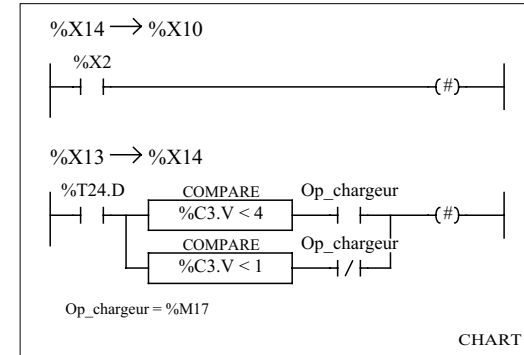 %X14 → %X10
%X2
(#)
%X13 → %X14
%T24.D COMPARE Op_chargeur
%C3.V < 4 (#)
COMPARE Op_chargeur
%C3.V < 1
Op_chargeur = %M17
CHART